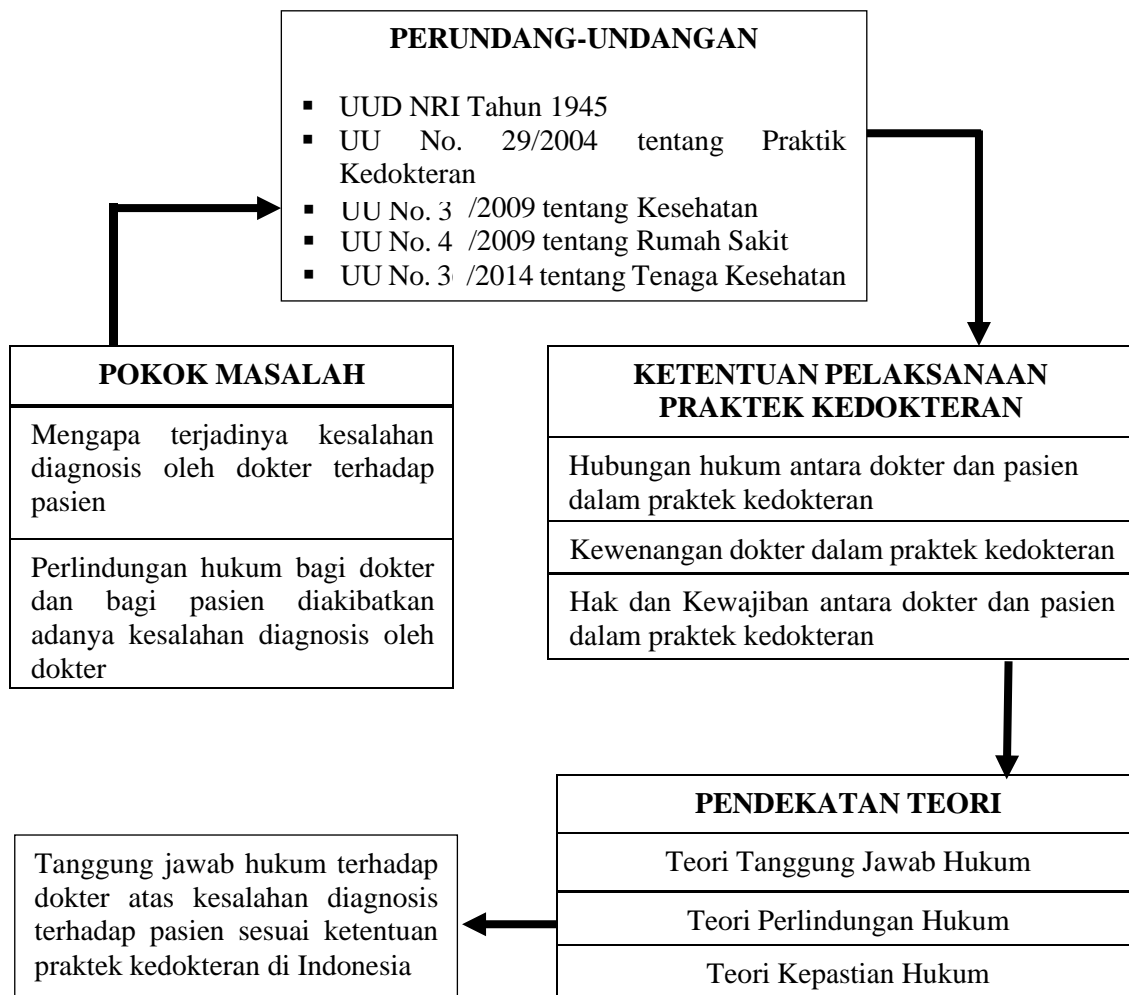 PERUNDANG-UNDANGAN
▪ UUD NRI Tahun 1945
▪ UU No. 29/2004 tentang Praktik
Kedokteran
▪ UU No. 3 /2009 tentang Kesehatan
▪ UU No. 4 /2009 tentang Rumah Sakit
▪ UU No. 3 /2014 tentang Tenaga Kesehatan
POKOK MASALAH
Mengapa terjadinya kesalahan
diagnosis oleh dokter terhadap
pasien
Perlindungan hukum bagi dokter
dan bagi pasien diakibatkan
adanya kesalahan diagnosis oleh
dokter
KETENTUAN PELAKSANAAN
PRAKTEK KEDOKTERAN
Hubungan hukum antara dokter dan pasien
dalam praktek kedokteran
Kewenangan dokter dalam praktek kedokteran
Hak dan Kewajiban antara dokter dan pasien
dalam praktek kedokteran
PENDEKATAN TEORI
Teori Tanggung Jawab Hukum
Teori Perlindungan Hukum
Teori Kepastian Hukum
Tanggung jawab hukum terhadap
dokter atas kesalahan diagnosis
terhadap pasien sesuai ketentuan
praktek kedokteran di Indonesia